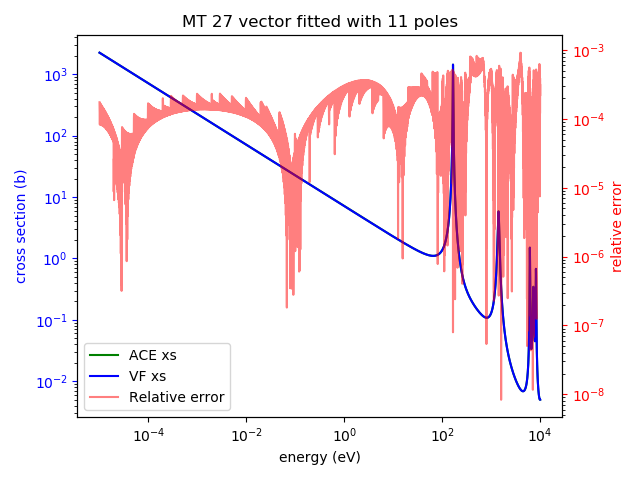 MT 27 vector fitted with 11 poles
cross section (b)
10³
10²
10¹
10⁰
10⁻¹
10⁻²
relative error
10⁻³
10⁻⁴
10⁻⁵
10⁻⁶
10⁻⁷
10⁻⁸
ACE xs
VF xs
Relative error
10⁻⁴ 10⁻² 10⁰ 10² 10⁴
energy (eV)